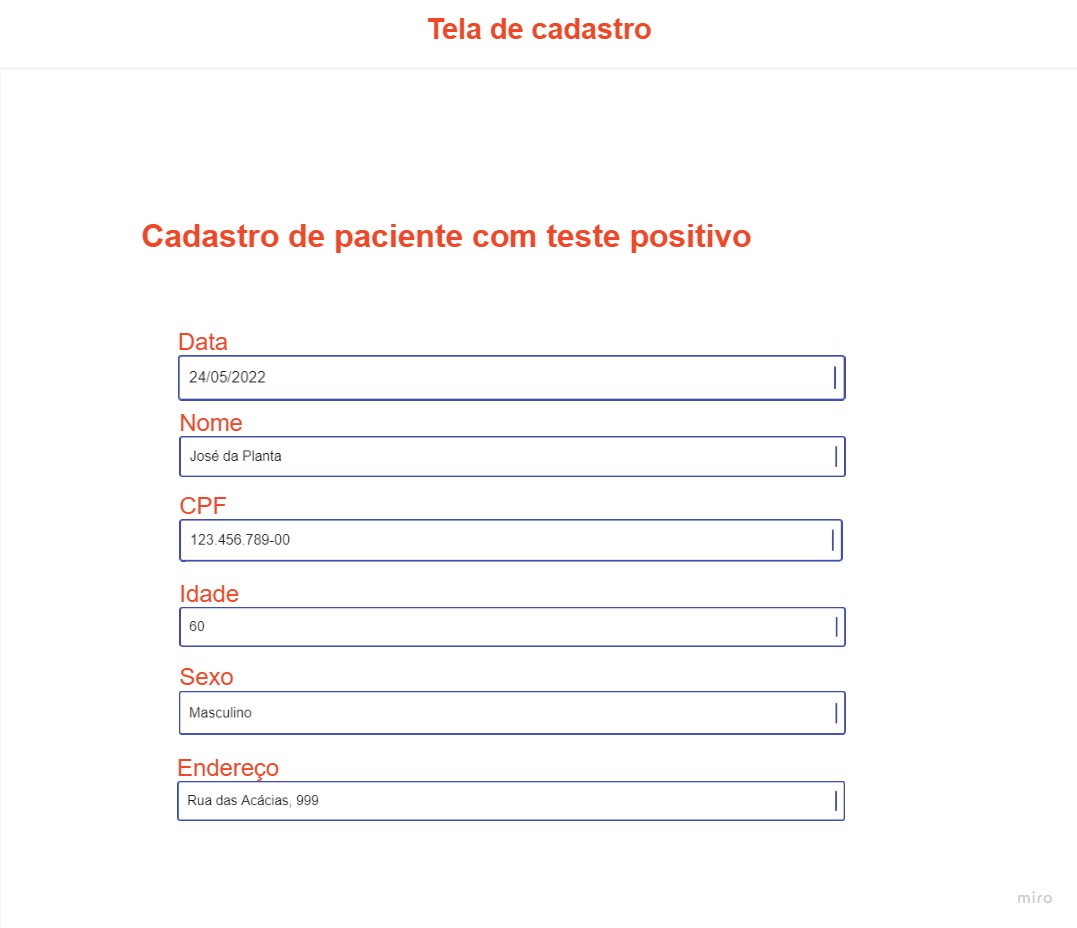 Tela de cadastro
Cadastro de paciente com teste positivo
Data
24/05/2022
Nome
José da Planta
CPF
123.456.789-00
Idade
60
Sexo
Masculino
Endereço
Rua das Acácias, 999
miro